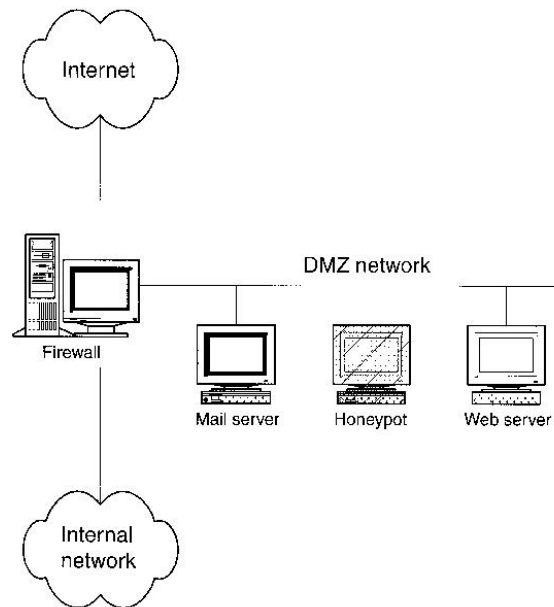 Internet
DMZ network
Firewall
Mail server
Honeypot
Web server
Internal
network